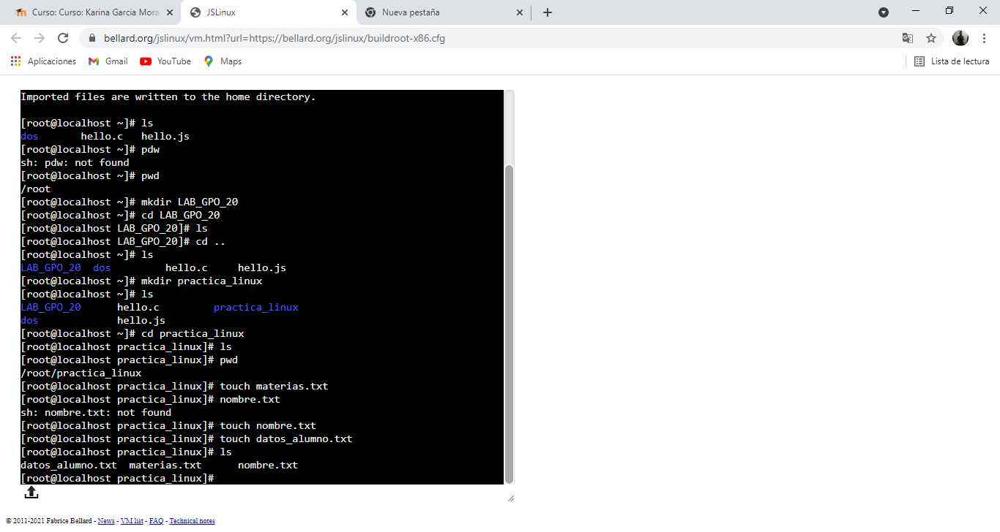 Curso: Curso: Karina Garcia Mora
JSLinux
Nueva pestaña
bellard.org/jslinux/vm.html?url=https://bellard.org/jslinux/buildroot-x86.cfg
Aplicaciones Gmail YouTube Maps Lista de lectura
Imported files are written to the home directory.
[root@localhost ~]# ls
dos hello.c hello.js
[root@localhost ~]# pdw
sh: pdw: not found
[root@localhost ~]# pwd
/root
[root@localhost ~]# mkdir LAB_GPO_20
[root@localhost ~]# cd LAB_GPO_20
[root@localhost LAB_GPO_20]# ls
[root@localhost LAB_GPO_20]# cd ..
[root@localhost ~]# ls
LAB_GPO_20 dos hello.c hello.js
[root@localhost ~]# mkdir practica_linux
[root@localhost ~]# ls
LAB_GPO_20 hello.c practica_linux
dos hello.js
[root@localhost ~]# cd practica_linux
[root@localhost practica_linux]# ls
[root@localhost practica_linux]# pwd
/root/practica_linux
[root@localhost practica_linux]# touch materias.txt
[root@localhost practica_linux]# nombre.txt
sh: nombre.txt: not found
[root@localhost practica_linux]# touch nombre.txt
[root@localhost practica_linux]# touch datos_alumno.txt
[root@localhost practica_linux]# ls
datos_alumno.txt materias.txt nombre.txt
[root@localhost practica_linux]#
© 2011-2021 Fabrice Bellard - News - VM list - FAQ - Technical notes